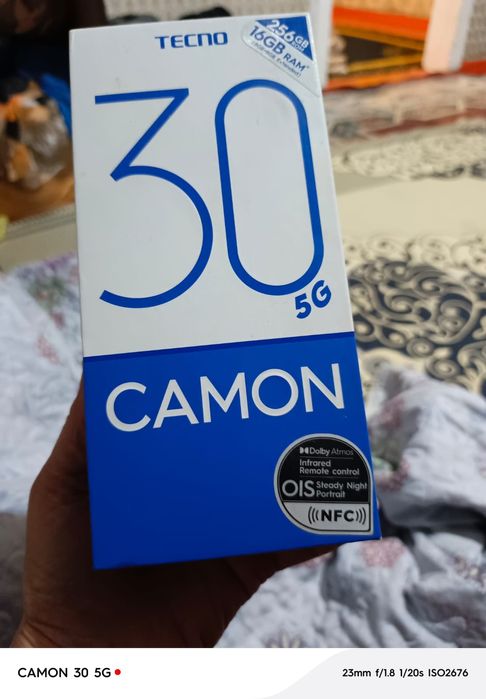 TECNO
256GB ROM
16GB RAM*
30
5G
CAMON
Dolby Atmos
Infrared
Remote control
OIS Steady Night
Portrait
((((NFC))))
CAMON 30 5G
23mm f/1.8 1/20s ISO2676